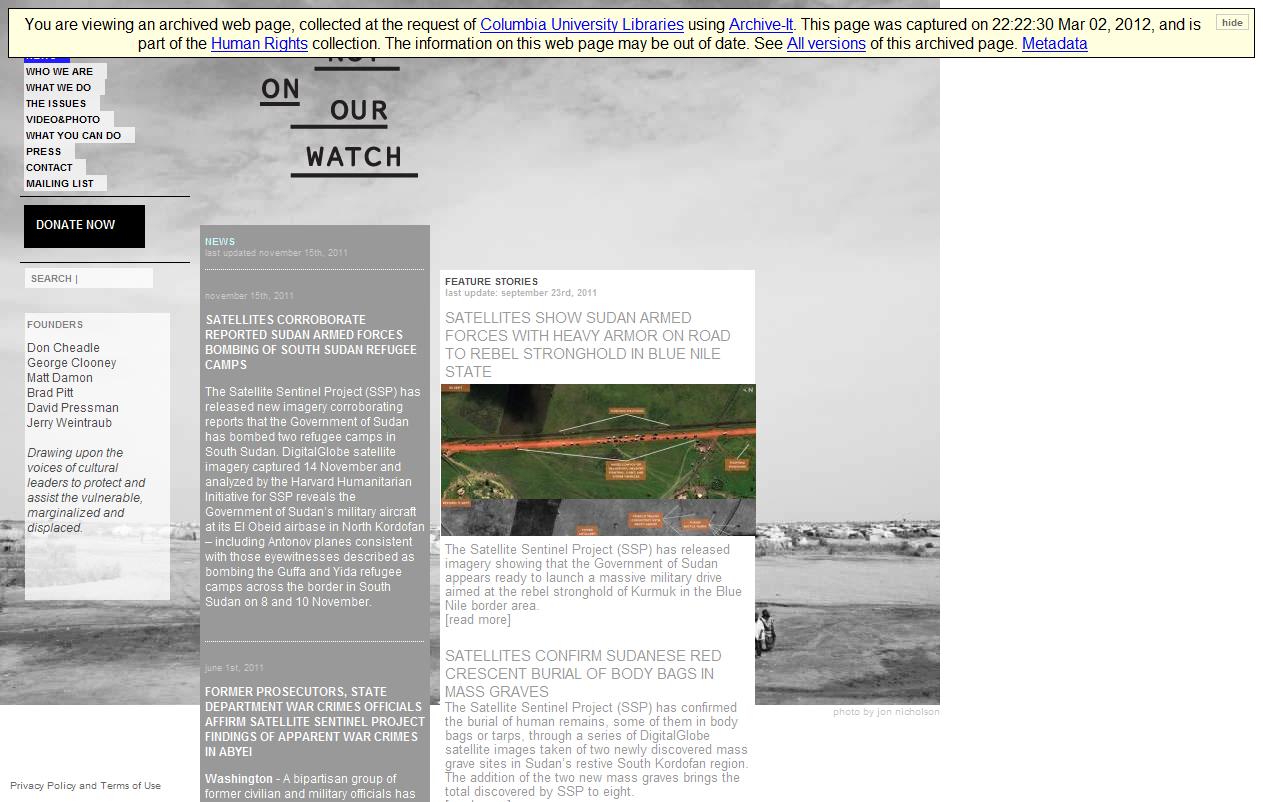 You are viewing an archived web page, collected at the request of Columbia University Libraries using Archive-It. This page was captured on 22:22:30 Mar 02, 2012, and is
part of the Human Rights collection. The information on this web page may be out of date. See All versions of this archived page. Metadata
hide
NEWS
WHO WE ARE
WHAT WE DO
THE ISSUES
VIDEO&PHOTO
WHAT YOU CAN DO
PRESS
CONTACT
MAILING LIST
DONATE NOW
SEARCH |
FOUNDERS
Don Cheadle
George Clooney
Matt Damon
Brad Pitt
David Pressman
Jerry Weintraub
Drawing upon the
voices of cultural
leaders to protect and
assist the vulnerable,
marginalized and
displaced.
Privacy Policy and Terms of Use
NOT
ON
OUR
WATCH
NEWS
last updated november 15th, 2011
november 15th, 2011
SATELLITES CORROBORATE
REPORTED SUDAN ARMED FORCES
BOMBING OF SOUTH SUDAN REFUGEE
CAMPS
The Satellite Sentinel Project (SSP) has
released new imagery corroborating
reports that the Government of Sudan
has bombed two refugee camps in
South Sudan. DigitalGlobe satellite
imagery captured 14 November and
analyzed by the Harvard Humanitarian
Initiative for SSP reveals the
Government of Sudan's military aircraft
at its El Obeid airbase in North Kordofan
– including Antonov planes consistent
with those eyewitnesses described as
bombing the Guffa and Yida refugee
camps across the border in South
Sudan on 8 and 10 November.
june 1st, 2011
FORMER PROSECUTORS, STATE
DEPARTMENT WAR CRIMES OFFICIALS
AFFIRM SATELLITE SENTINEL PROJECT
FINDINGS OF APPARENT WAR CRIMES
IN ABYEI
Washington - A bipartisan group of
former civilian and military officials has
FEATURE STORIES
last update: september 23rd, 2011
SATELLITES SHOW SUDAN ARMED
FORCES WITH HEAVY ARMOR ON ROAD
TO REBEL STRONGHOLD IN BLUE NILE
STATE
The Satellite Sentinel Project (SSP) has released
imagery showing that the Government of Sudan
appears ready to launch a massive military drive
aimed at the rebel stronghold of Kurmuk in the Blue
Nile border area.
[read more]
SATELLITES CONFIRM SUDANESE RED
CRESCENT BURIAL OF BODY BAGS IN
MASS GRAVES
The Satellite Sentinel Project (SSP) has confirmed
the burial of human remains, some of them in body
bags or tarps, through a series of DigitalGlobe
satellite images taken of two newly discovered mass
grave sites in Sudan's restive South Kordofan region.
The addition of the two new mass graves brings the
total discovered by SSP to eight.
photo by jon nicholson